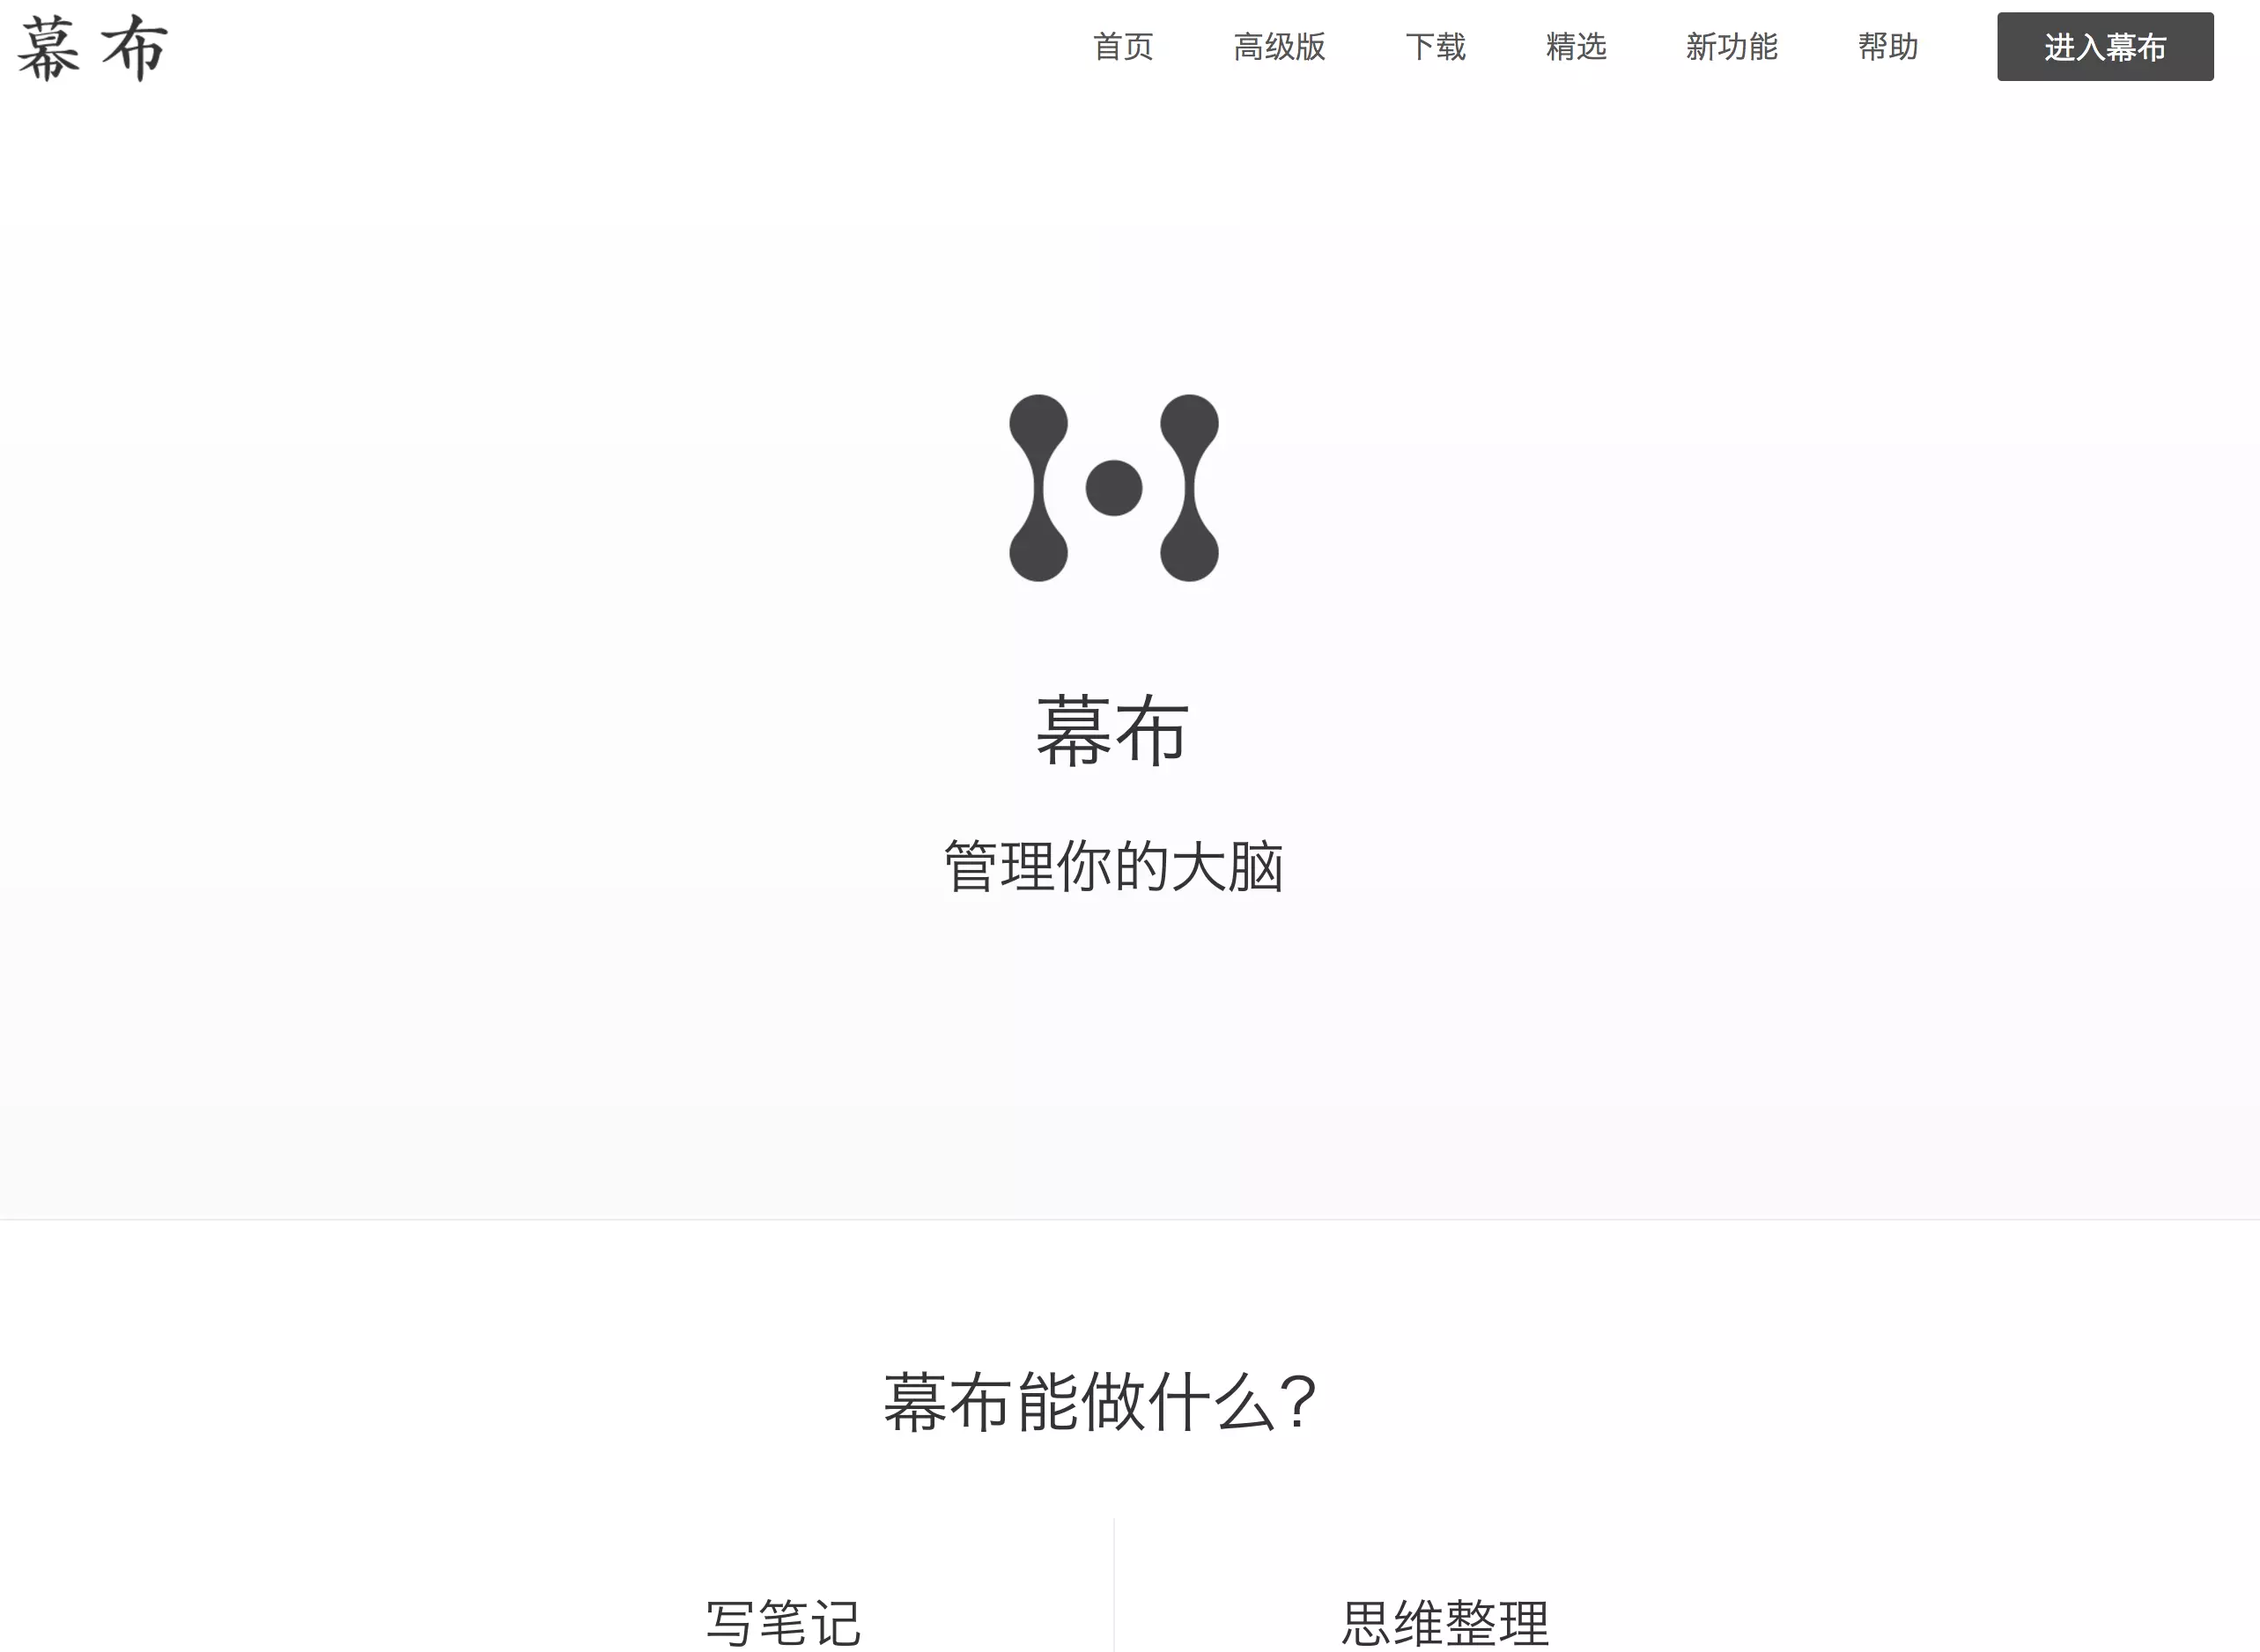 幕布 首页 高级版 下载 精选 新功能 帮助 进入幕布
幕布
管理你的大脑
幕布能做什么?
写笔记 思维整理